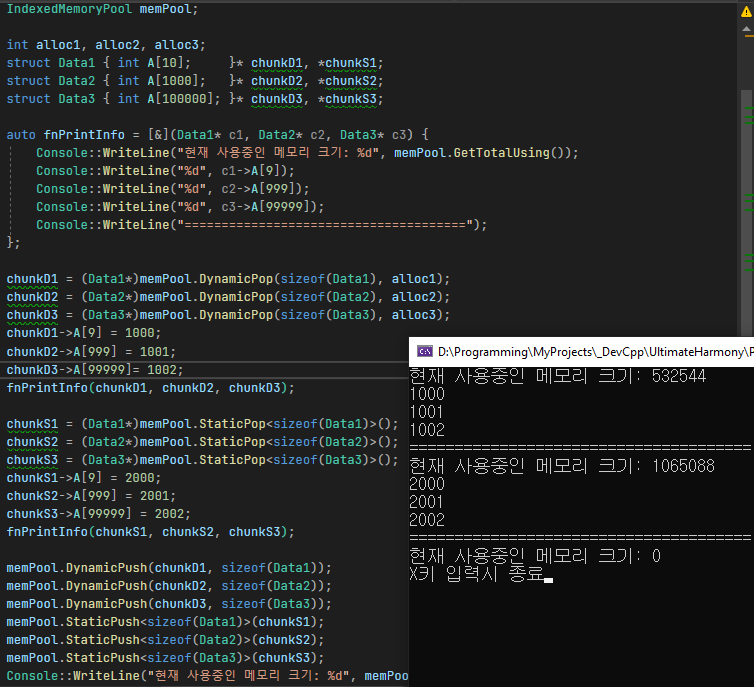 IndexedMemoryPool memPool;
int alloc1, alloc2, alloc3;
struct Data1 { int A[10];     }* chunkD1, *chunkS1;
struct Data2 { int A[1000];   }* chunkD2, *chunkS2;
struct Data3 { int A[100000]; }* chunkD3, *chunkS3;
auto fnPrintInfo = [&](Data1* c1, Data2* c2, Data3* c3) {
    Console::WriteLine("현재 사용중인 메모리 크기: %d", memPool.GetTotalUsing());
    Console::WriteLine("%d", c1->A[9]);
    Console::WriteLine("%d", c2->A[999]);
    Console::WriteLine("%d", c3->A[99999]);
    Console::WriteLine("=====================================");
};
chunkD1 = (Data1*)memPool.DynamicPop(sizeof(Data1), alloc1);
chunkD2 = (Data2*)memPool.DynamicPop(sizeof(Data2), alloc2);
chunkD3 = (Data3*)memPool.DynamicPop(sizeof(Data3), alloc3);
chunkD1->A[9] = 1000;
chunkD2->A[999] = 1001;
chunkD3->A[99999]= 1002;
fnPrintInfo(chunkD1, chunkD2, chunkD3);
chunkS1 = (Data1*)memPool.StaticPop<sizeof(Data1)>();
chunkS2 = (Data2*)memPool.StaticPop<sizeof(Data2)>();
chunkS3 = (Data3*)memPool.StaticPop<sizeof(Data3)>();
chunkS1->A[9] = 2000;
chunkS2->A[999] = 2001;
chunkS3->A[99999] = 2002;
fnPrintInfo(chunkS1, chunkS2, chunkS3);
memPool.DynamicPush(chunkD1, sizeof(Data1));
memPool.DynamicPush(chunkD2, sizeof(Data2));
memPool.DynamicPush(chunkD3, sizeof(Data3));
memPool.StaticPush<sizeof(Data1)>(chunkS1);
memPool.StaticPush<sizeof(Data2)>(chunkS2);
memPool.StaticPush<sizeof(Data3)>(chunkS3);
Console::WriteLine("현재 사용중인 메모리 크기: %d", memPoo
D:\Programming\MyProjects\_DevCpp\UltimateHarmony\P
현재 사용중인 메모리 크기: 532544
1000
1001
1002
=====================================
현재 사용중인 메모리 크기: 1065088
2000
2001
2002
=====================================
현재 사용중인 메모리 크기: 0
X키 입력시 종료